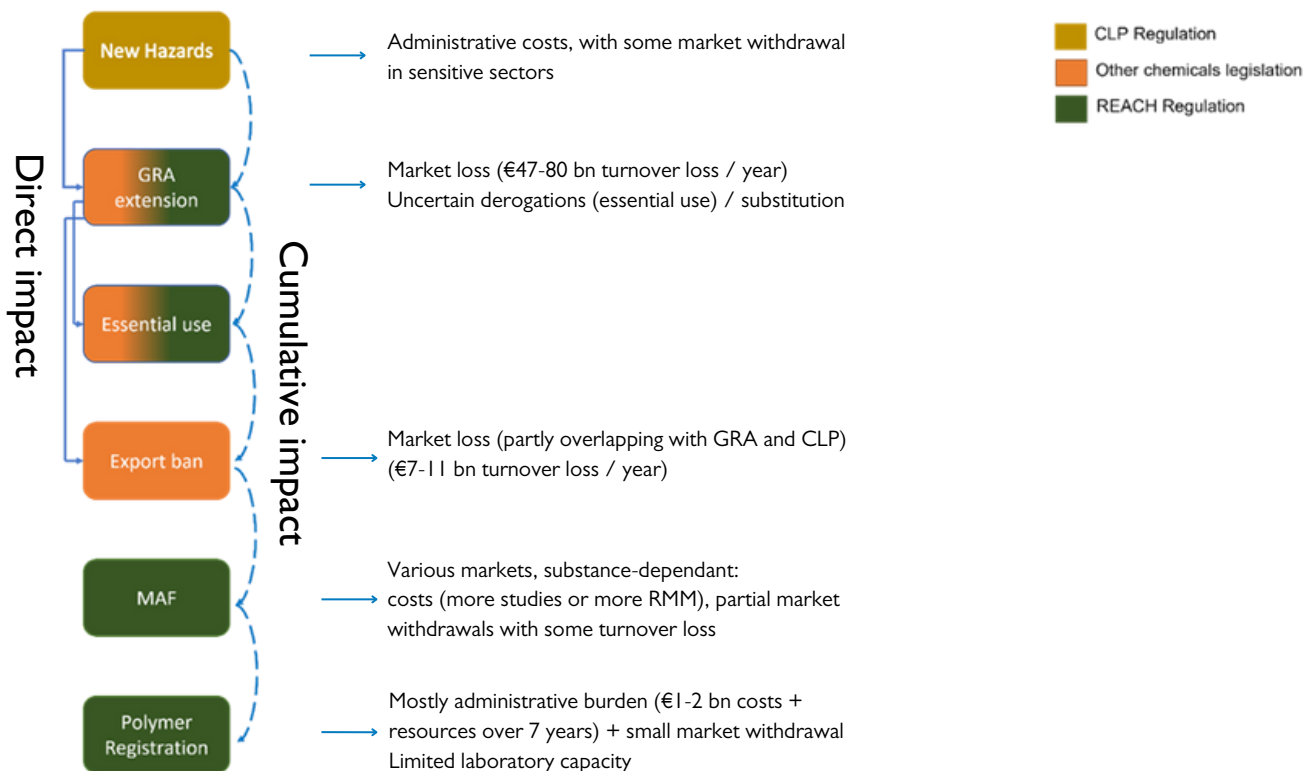 New Hazards
Administrative costs, with some market withdrawal
in sensitive sectors
CLP Regulation
Other chemicals legislation
REACH Regulation
Direct impact
GRA
extension
Market loss (€47-80 bn turnover loss / year)
Uncertain derogations (essential use) / substitution
Cumulative impact
Essential use
Export ban
Market loss (partly overlapping with GRA and CLP)
(€7-11 bn turnover loss / year)
MAF
Various markets, substance-dependant:
costs (more studies or more RMM), partial market
withdrawals with some turnover loss
Polymer
Registration
Mostly administrative burden (€1-2 bn costs +
resources over 7 years) + small market withdrawal
Limited laboratory capacity